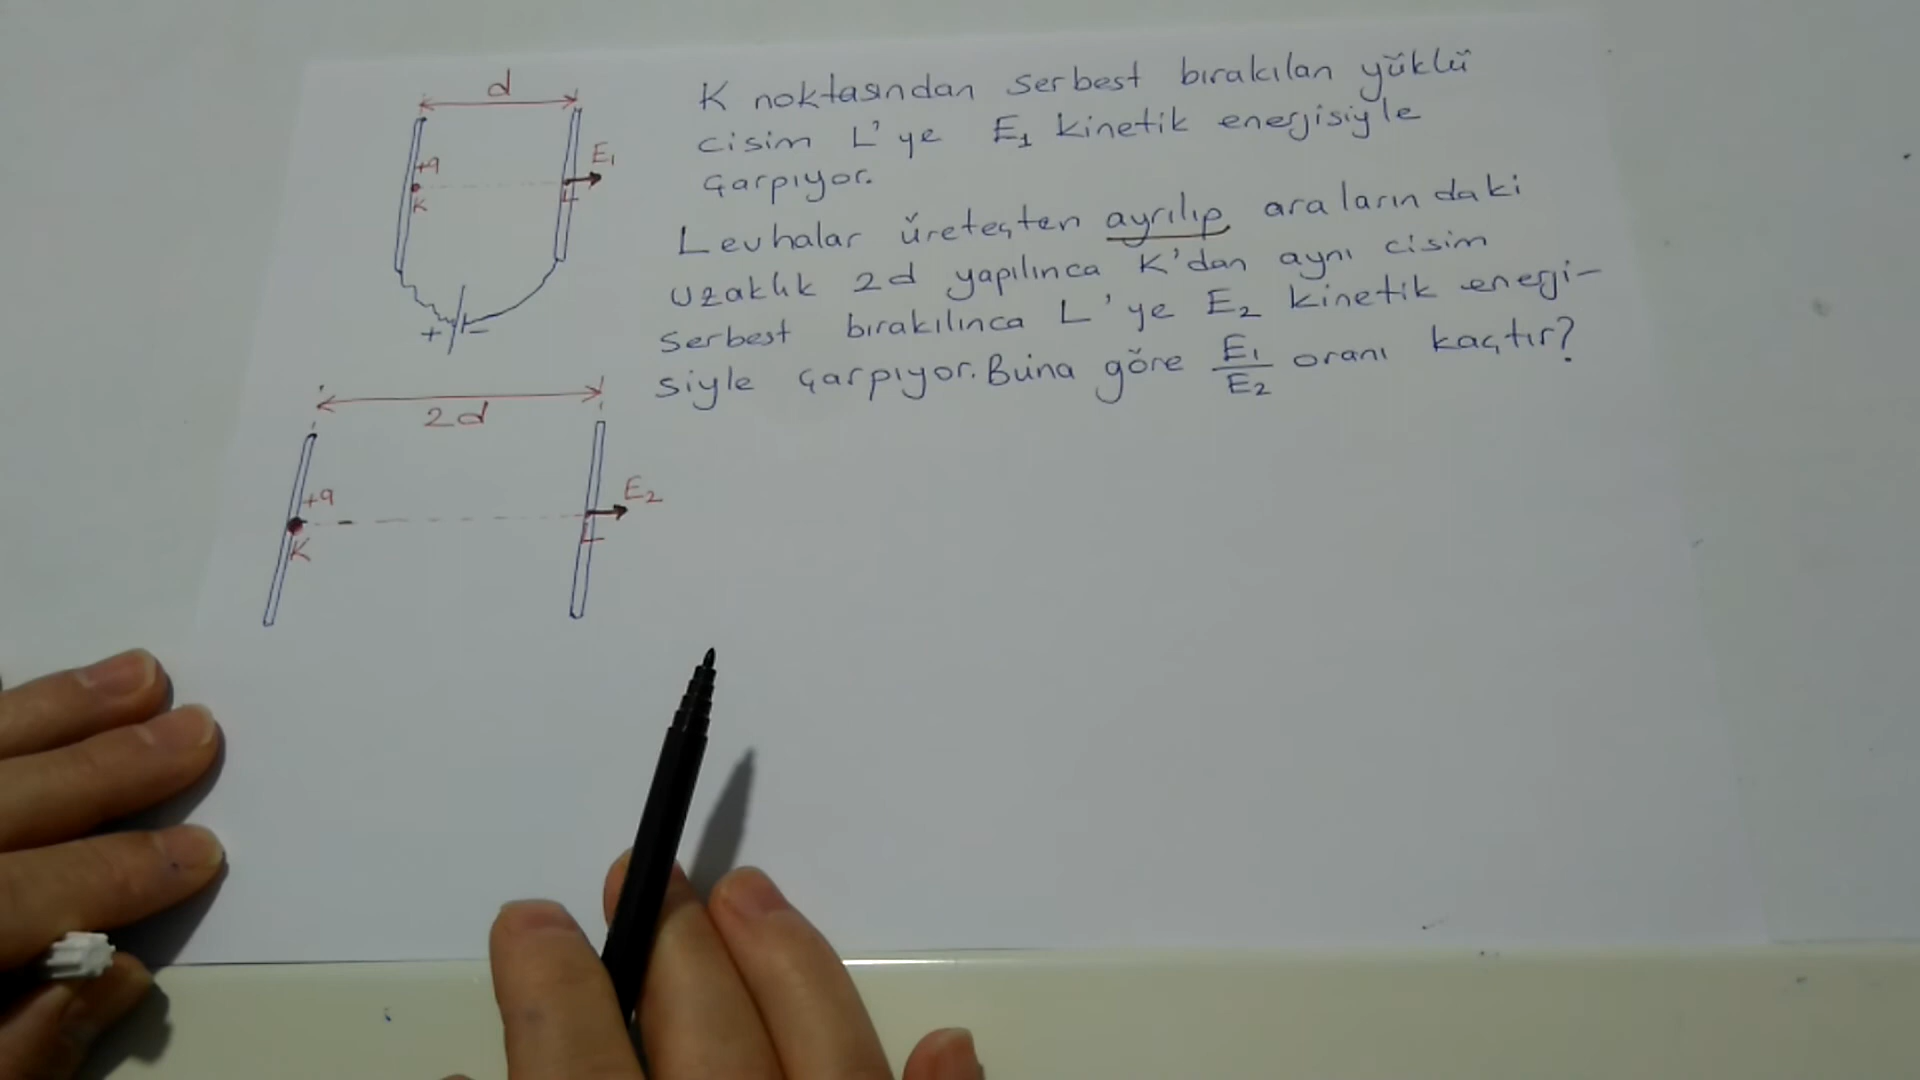 d
K noktasından serbest bırakılan yüklü
cisim L'ye E₁ kinetik enerjisiyle
çarpıyor.
+q
K
L
E₁
Levhalar üreteçten ayrılıp aralarındaki
uzaklık 2d yapılınca K'dan aynı cisim
serbest bırakılınca L'ye E₂ kinetik enerji-
siyle çarpıyor. Buna göre E₁/E₂ oranı kaçtır?
+ -
2d
+q
K
L
E₂